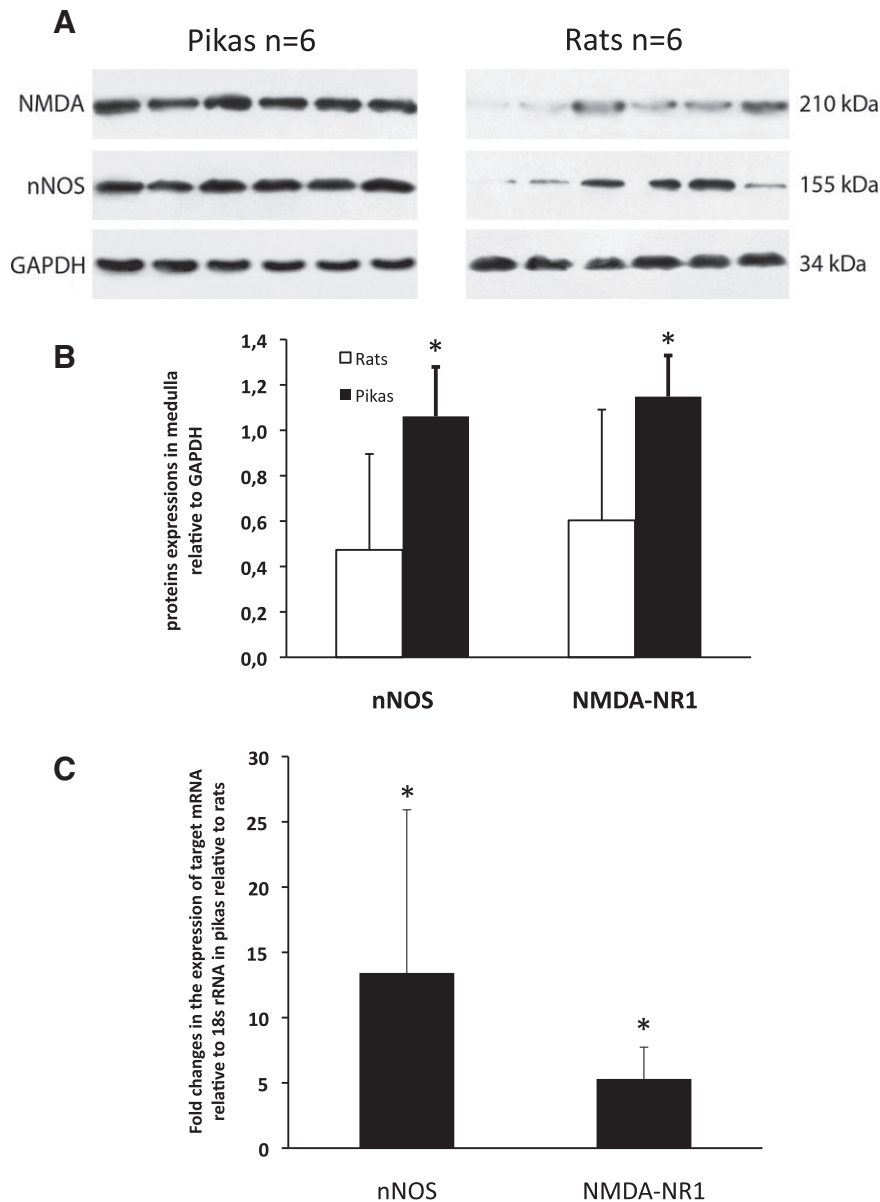 A
Pikas n=6
Rats n=6
NMDA
210 kDa
nNOS
155 kDa
GAPDH
34 kDa
B
proteins expressions in medulla
relative to GAPDH
1,4
1,2
1,0
0,8
0,6
0,4
0,2
0,0
Rats
Pikas
*
*
nNOS
NMDA-NR1
C
Fold changes in the expression of target mRNA
relative to 18s rRNA in pikas relative to rats
30
25
20
15
10
5
0
*
*
nNOS
NMDA-NR1